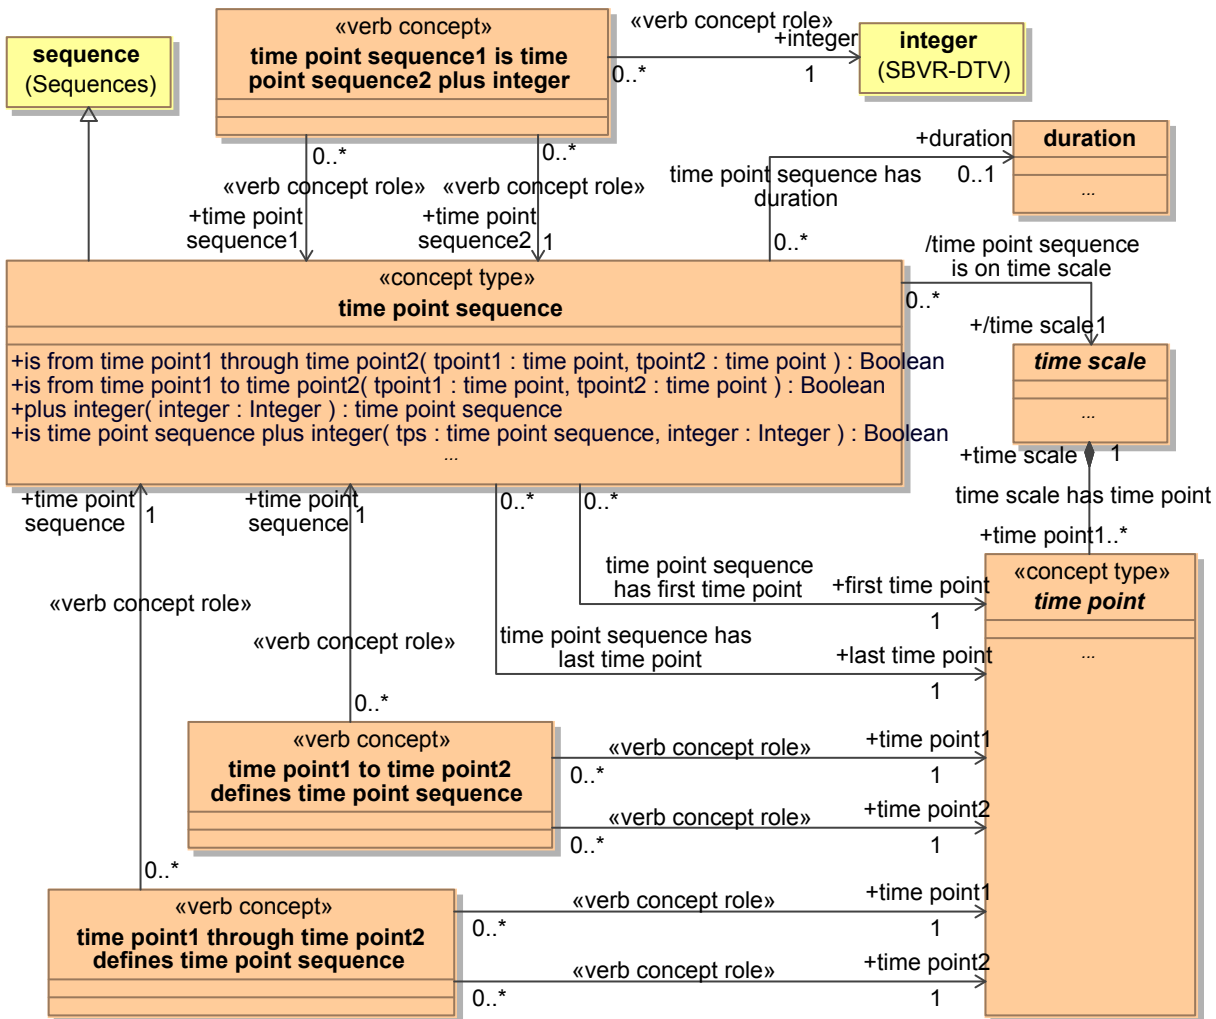 «verb concept»
time point sequence1 is time
point sequence2 plus integer
0..*
«verb concept role»
+integer
1
integer
(SBVR-DTV)
sequence
(Sequences)
0..*
0..*
«verb concept role»
«verb concept role»
+time point
sequence1
+time point
sequence2
1
+duration
0..1
time point sequence has
duration
0..*
duration
...
/time point sequence
is on time scale
0..*
+/time scale
1
«concept type»
time point sequence
+is from time point1 through time point2( tpoint1 : time point, tpoint2 : time point ) : Boolean
+is from time point1 to time point2( tpoint1 : time point, tpoint2 : time point ) : Boolean
+plus integer( integer : Integer ) : time point sequence
+is time point sequence plus integer( tps : time point sequence, integer : Integer ) : Boolean
...
time scale
...
+time scale
1
time scale has time point
+time point
1..*
+time point
sequence
1
+time point
sequence
1
0..*
0..*
«verb concept role»
«verb concept role»
time point sequence
has first time point
+first time point
1
time point sequence has
last time point
+last time point
1
«concept type»
time point
...
0..*
«verb concept»
time point1 to time point2
defines time point sequence
«verb concept role»
0..*
+time point1
1
«verb concept role»
0..*
+time point2
1
0..*
«verb concept»
time point1 through time point2
defines time point sequence
«verb concept role»
0..*
+time point1
1
«verb concept role»
0..*
+time point2
1